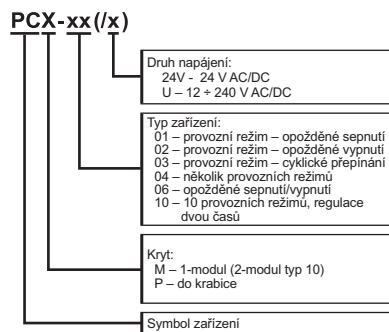 PCX-xx(/x)
Druh napájení:
24V - 24 V AC/DC
U – 12 ÷ 240 V AC/DC
Typ zařízení:
01 – provozní režim – opožděné sepnutí
02 – provozní režim – opožděné vypnutí
03 – provozní režim – cyklické přepínání
04 – několik provozních režimů
06 – opožděné sepnutí/vypnutí
10 – 10 provozních režimů, regulace
dvou časů
Kryt:
M – 1-modul (2-modul typ 10)
P – do krabice
Symbol zařízení